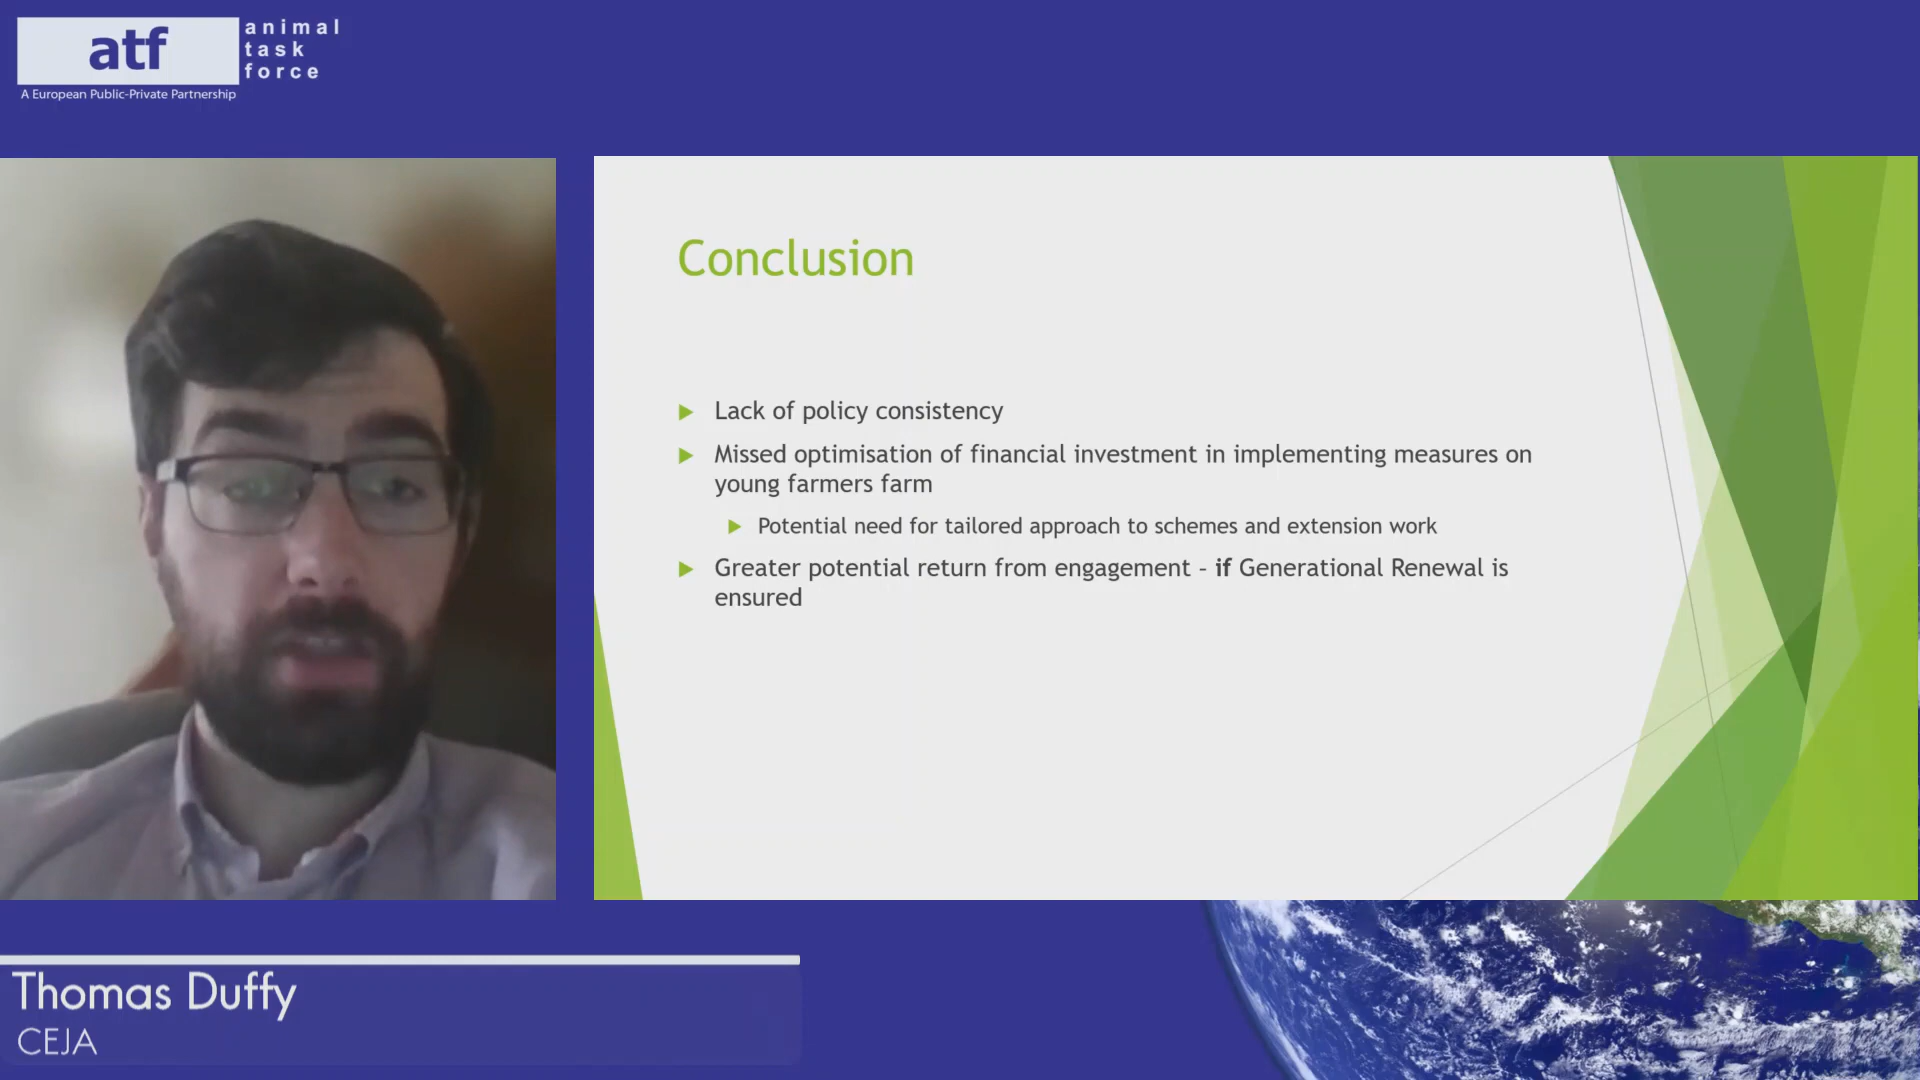 atf
animal
task
force
A European Public-Private Partnership
Conclusion
Lack of policy consistency
Missed optimisation of financial investment in implementing measures on
young farmers farm
Potential need for tailored approach to schemes and extension work
Greater potential return from engagement – if Generational Renewal is
ensured
Thomas Duffy
CEJA